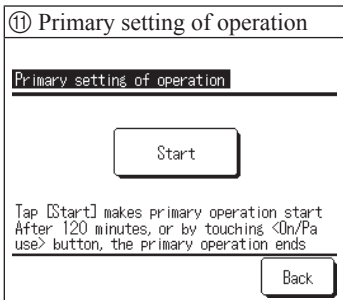 ⑪ Primary setting of operation
Primary setting of operation
Start
Tap [Start] makes primary operation start
After 120 minutes, or by touching <On/Pa
use> button, the primary operation ends
Back